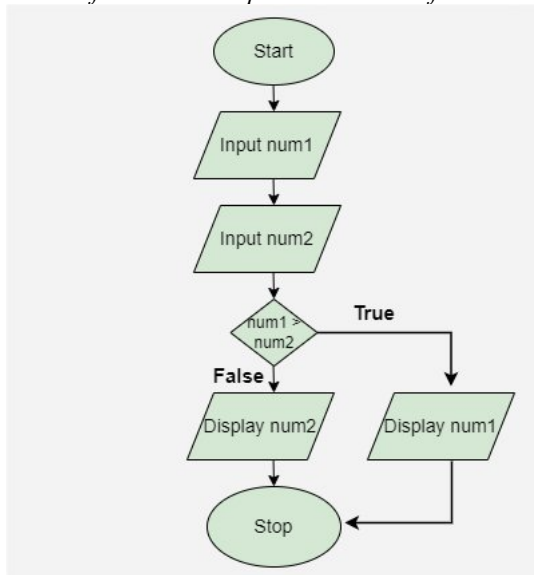 Start
Input num1
Input num2
num1 >
num2
True
False
Display num2
Display num1
Stop